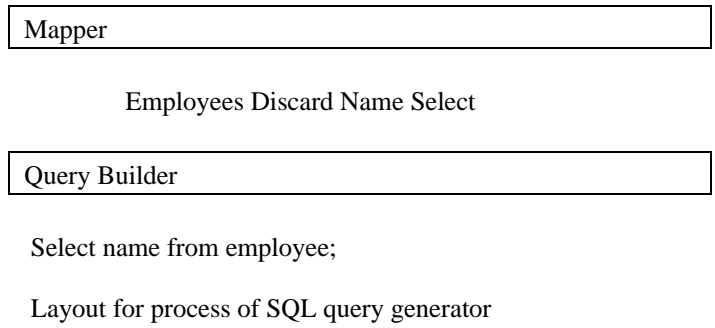 Mapper
Employees Discard Name Select
Query Builder
Select name from employee;
Layout for process of SQL query generator